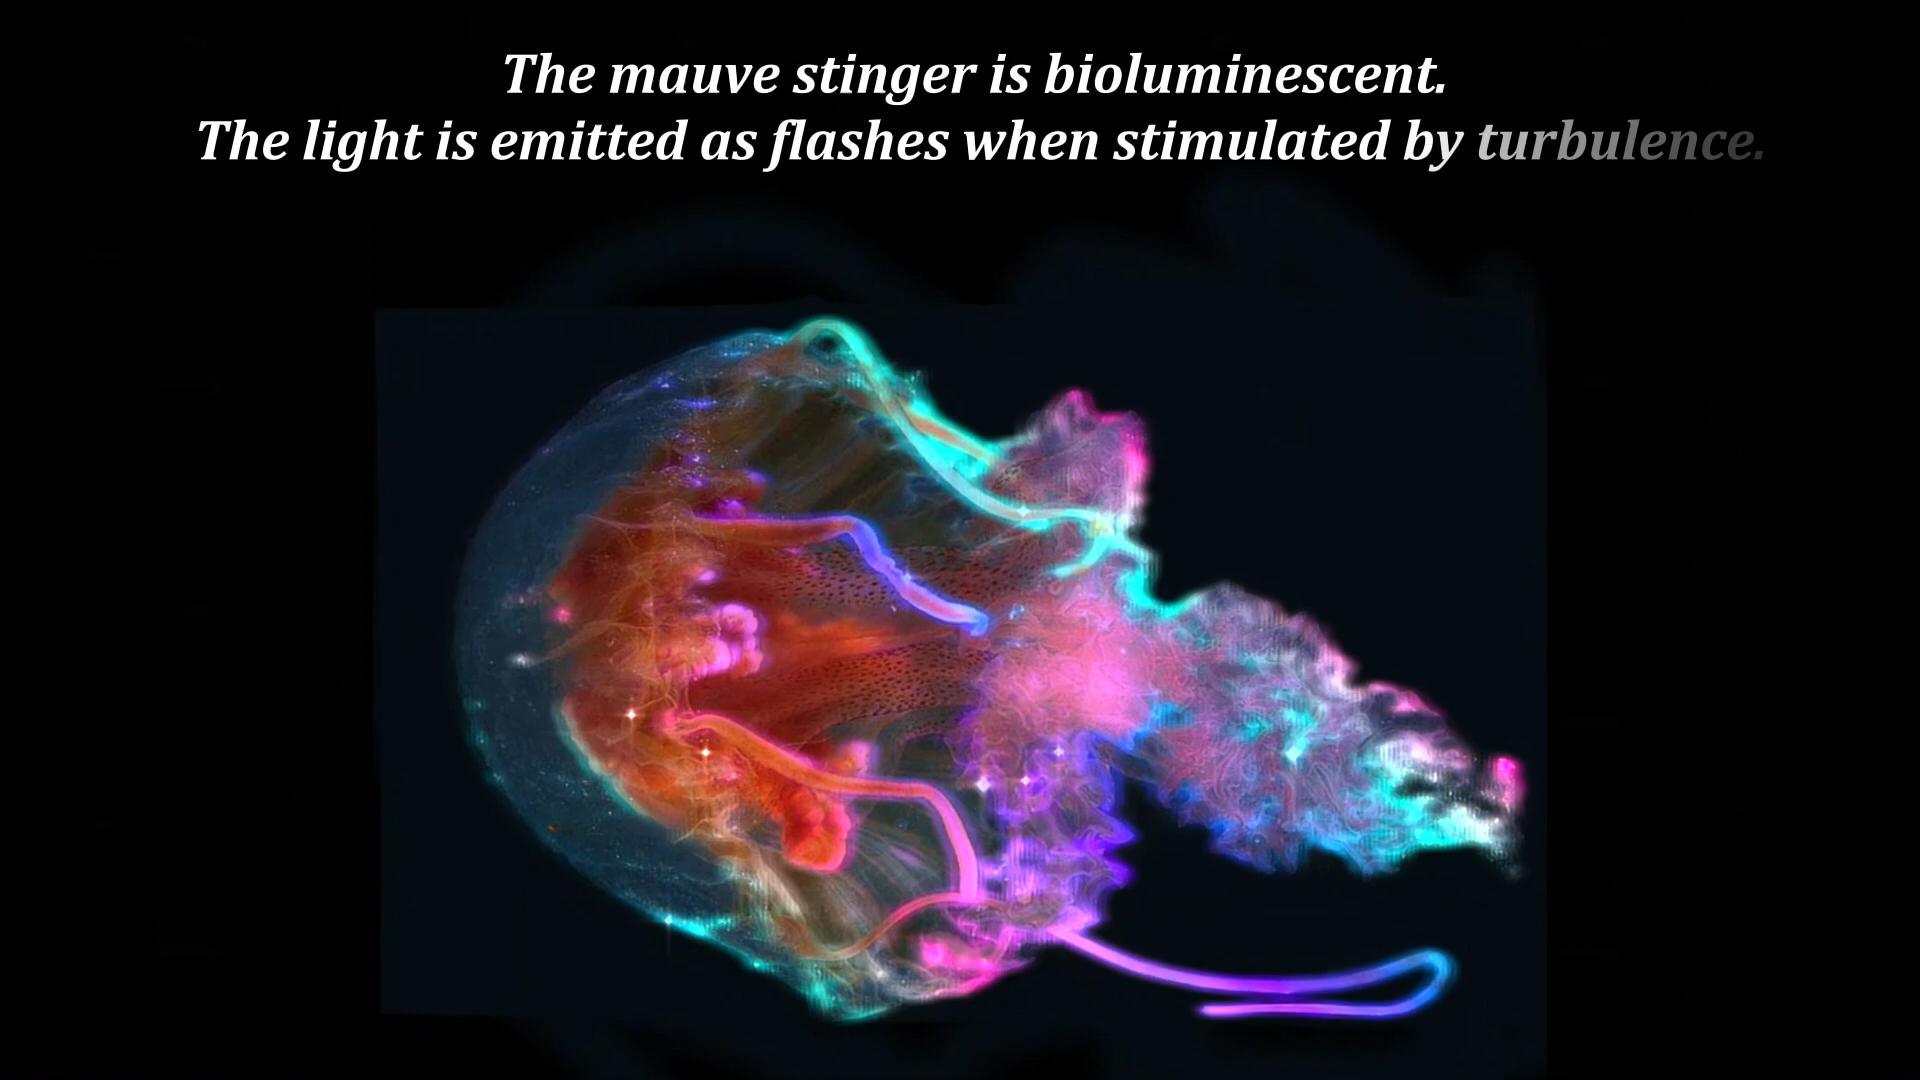 The mauve stinger is bioluminescent.
The light is emitted as flashes when stimulated by turbulence.